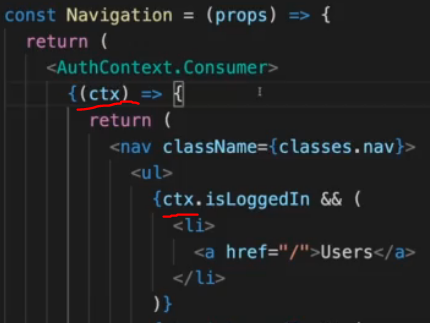 const Navigation = (props) => {
return (
<AuthContext.Consumer>
{(ctx) => {
return (
<nav className={classes.nav}>
<ul>
{ctx.isLoggedIn && (
<li>
<a href="/">Users</a>
</li>
)}